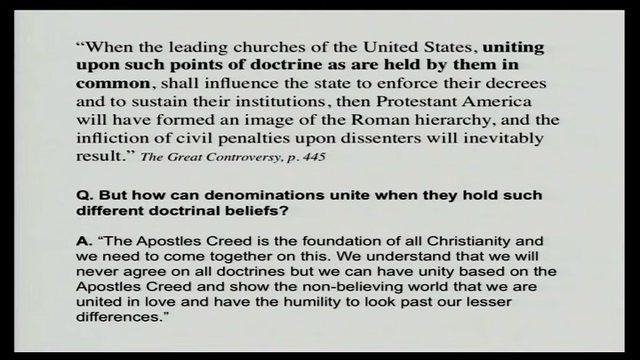 “When the leading churches of the United States, uniting
upon such points of doctrine as are held by them in
common, shall influence the state to enforce their decrees
and to sustain their institutions, then Protestant America
will have formed an image of the Roman hierarchy, and the
infliction of civil penalties upon dissenters will inevitably
result.” The Great Controversy, p. 445
Q. But how can denominations unite when they hold such
different doctrinal beliefs?
A. “The Apostles Creed is the foundation of all Christianity and
we need to come together on this. We understand that we will
never agree on all doctrines but we can have unity based on the
Apostles Creed and show the non-believing world that we are
united in love and have the humility to look past our lesser
differences.”